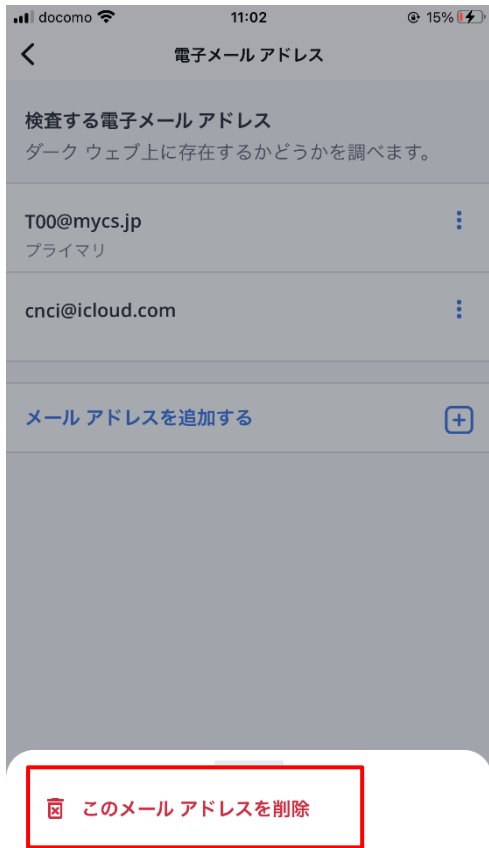 docomo 11:02 15%
電子メール アドレス
検査する電子メール アドレス
ダーク ウェブ上に存在するかどうかを調べます。
T00@mycs.jp
プライマリ
cnci@icloud.com
メール アドレスを追加する
このメール アドレスを削除